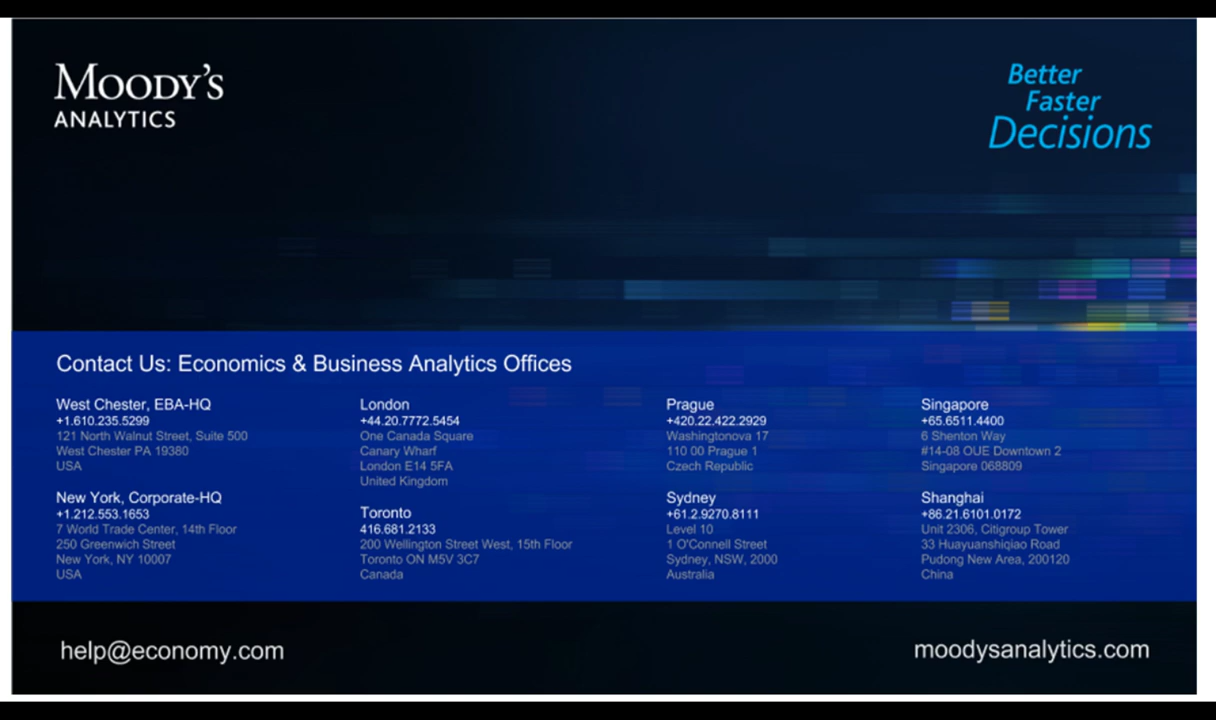 MOODY'S
ANALYTICS
Better
Faster
Decisions
Contact Us: Economics & Business Analytics Offices
West Chester, EBA-HQ
+1.610.235.5299
121 North Walnut Street, Suite 500
West Chester PA 19380
USA
New York, Corporate-HQ
+1.212.553.1653
7 World Trade Center, 14th Floor
250 Greenwich Street
New York, NY 10007
USA
London
+44.20.7772.5454
One Canada Square
Canary Wharf
London E14 5FA
United Kingdom
Toronto
416.681.2133
200 Wellington Street West, 15th Floor
Toronto ON M5V 3C7
Canada
Prague
+420.22.422.2929
Washingtonova 17
110 00 Prague 1
Czech Republic
Sydney
+61.2.9270.8111
Level 10
1 O'Connell Street
Sydney, NSW, 2000
Australia
Singapore
+65.6511.4400
6 Shenton Way
#14-08 OUE Downtown 2
Singapore 068809
Shanghai
+86.21.6101.0172
Unit 2306, Citigroup Tower
33 Huayuanshiqiao Road
Pudong New Area, 200120
China
help@economy.com
moodysanalytics.com